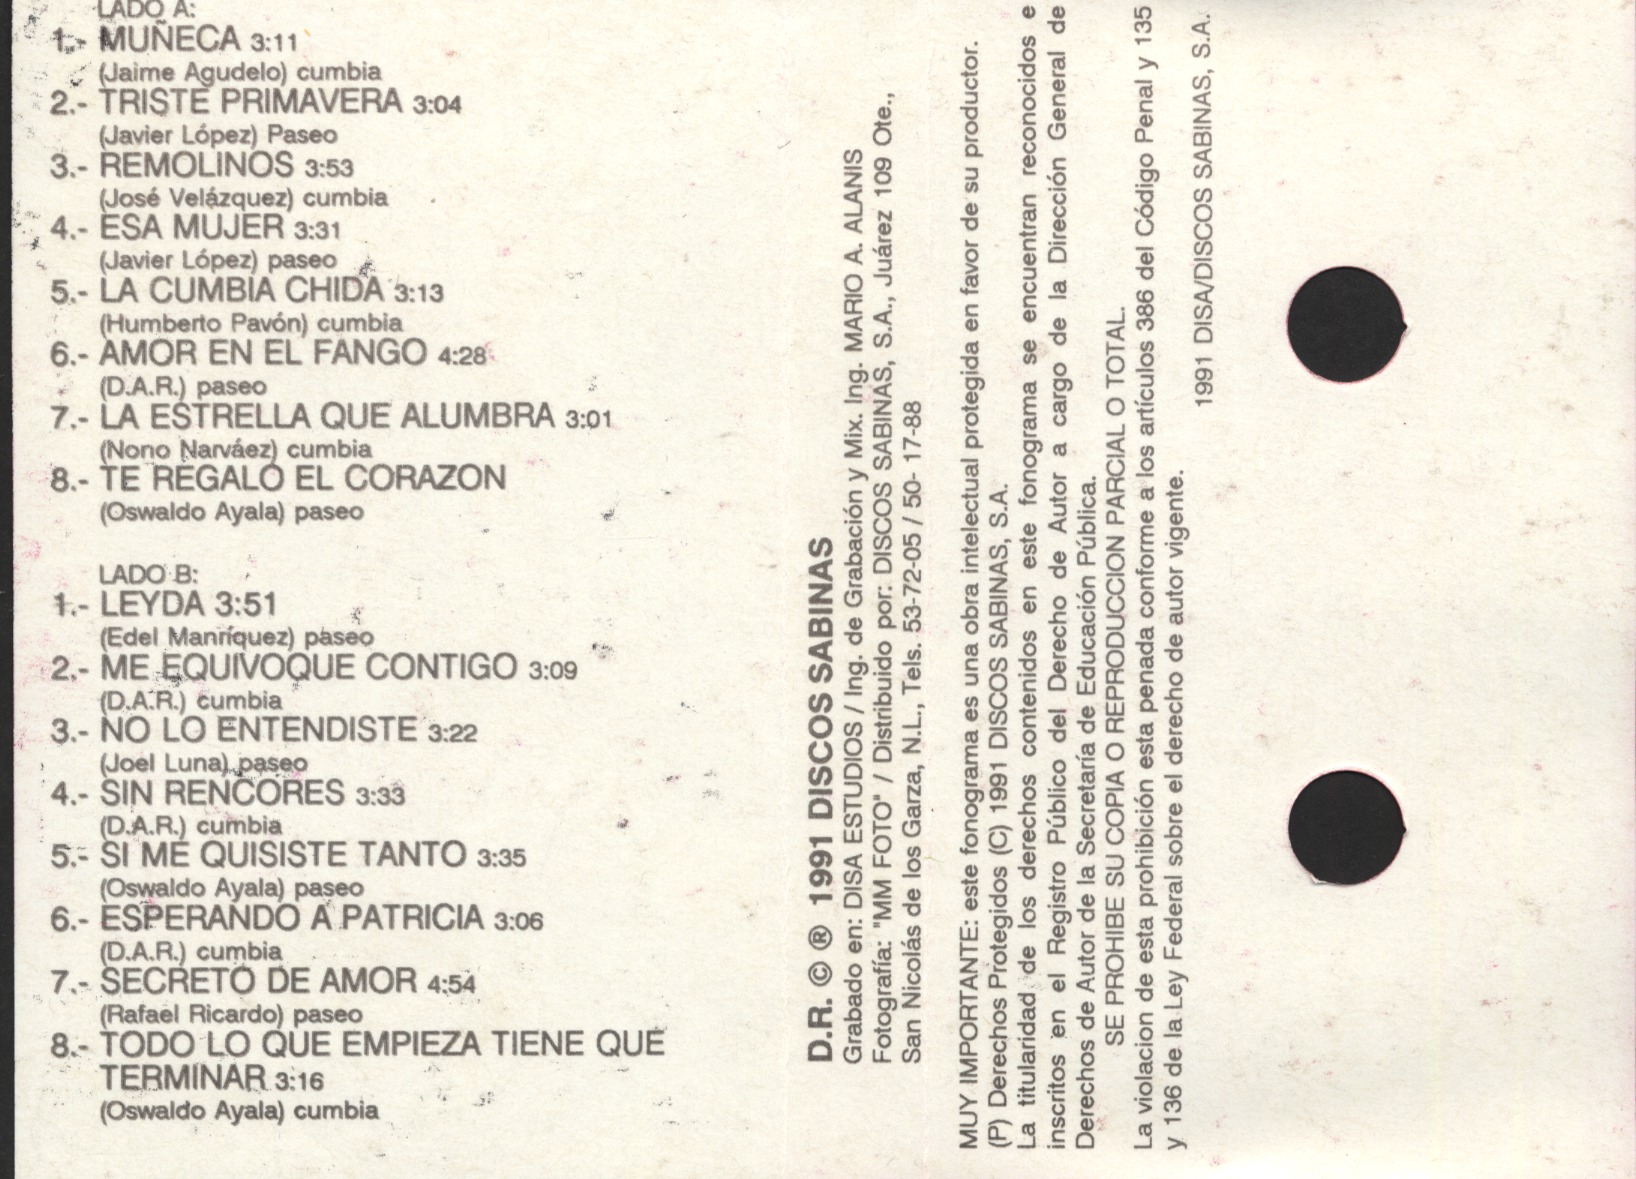 LADO A:
1.- MUÑECA 3:11
(Jaime Agudelo) cumbia
2.- TRISTE PRIMAVERA 3:04
(Javier López) Paseo
3.- REMOLINOS 3:53
(José Velázquez) cumbia
4.- ESA MUJER 3:31
(Javier López) paseo
5.- LA CUMBIA CHIDA 3:13
(Humberto Pavón) cumbia
6.- AMOR EN EL FANGO 4:28
(D.A.R.) paseo
7.- LA ESTRELLA QUE ALUMBRA 3:01
(Nono Narváez) cumbia
8.- TE REGALO EL CORAZON
(Oswaldo Ayala) paseo
LADO B:
1.- LEYDA 3:51
(Edel Manríquez) paseo
2.- ME EQUIVOQUE CONTIGO 3:09
(D.A.R.) cumbia
3.- NO LO ENTENDISTE 3:22
(Joel Luna) paseo
4.- SIN RENCORES 3:33
(D.A.R.) cumbia
5.- SI ME QUISISTE TANTO 3:35
(Oswaldo Ayala) paseo
6.- ESPERANDO A PATRICIA 3:06
(D.A.R.) cumbia
7.- SECRETO DE AMOR 4:54
(Rafael Ricardo) paseo
8.- TODO LO QUE EMPIEZA TIENE QUE
TERMINAR 3:16
(Oswaldo Ayala) cumbia
D.R. © ® 1991 DISCOS SABINAS
Grabado en: DISA ESTUDIOS / Ing. de Grabación y Mix. Ing. MARIO A. ALANIS
Fotografía: "MM FOTO" / Distribuido por: DISCOS SABINAS, S.A., Juárez 109 Ote.,
San Nicolás de los Garza, N.L., Tels. 53-72-05 / 50- 17-88
MUY IMPORTANTE: este fonograma es una obra intelectual protegida en favor de su productor.
(P) Derechos Protegidos (C) 1991 DISCOS SABINAS, S.A.
La titularidad de los derechos contenidos en este fonograma se encuentran reconocidos e
inscritos en el Registro Público del Derecho de Autor a cargo de la Dirección General de
Derechos de Autor de la Secretaría de Educación Pública.
SE PROHIBE SU COPIA O REPRODUCCION PARCIAL O TOTAL.
La violacion de esta prohibición esta penada conforme a los artículos 386 del Código Penal y 135
y 136 de la Ley Federal sobre el derecho de autor vigente.
1991 DISA/DISCOS SABINAS, S.A.